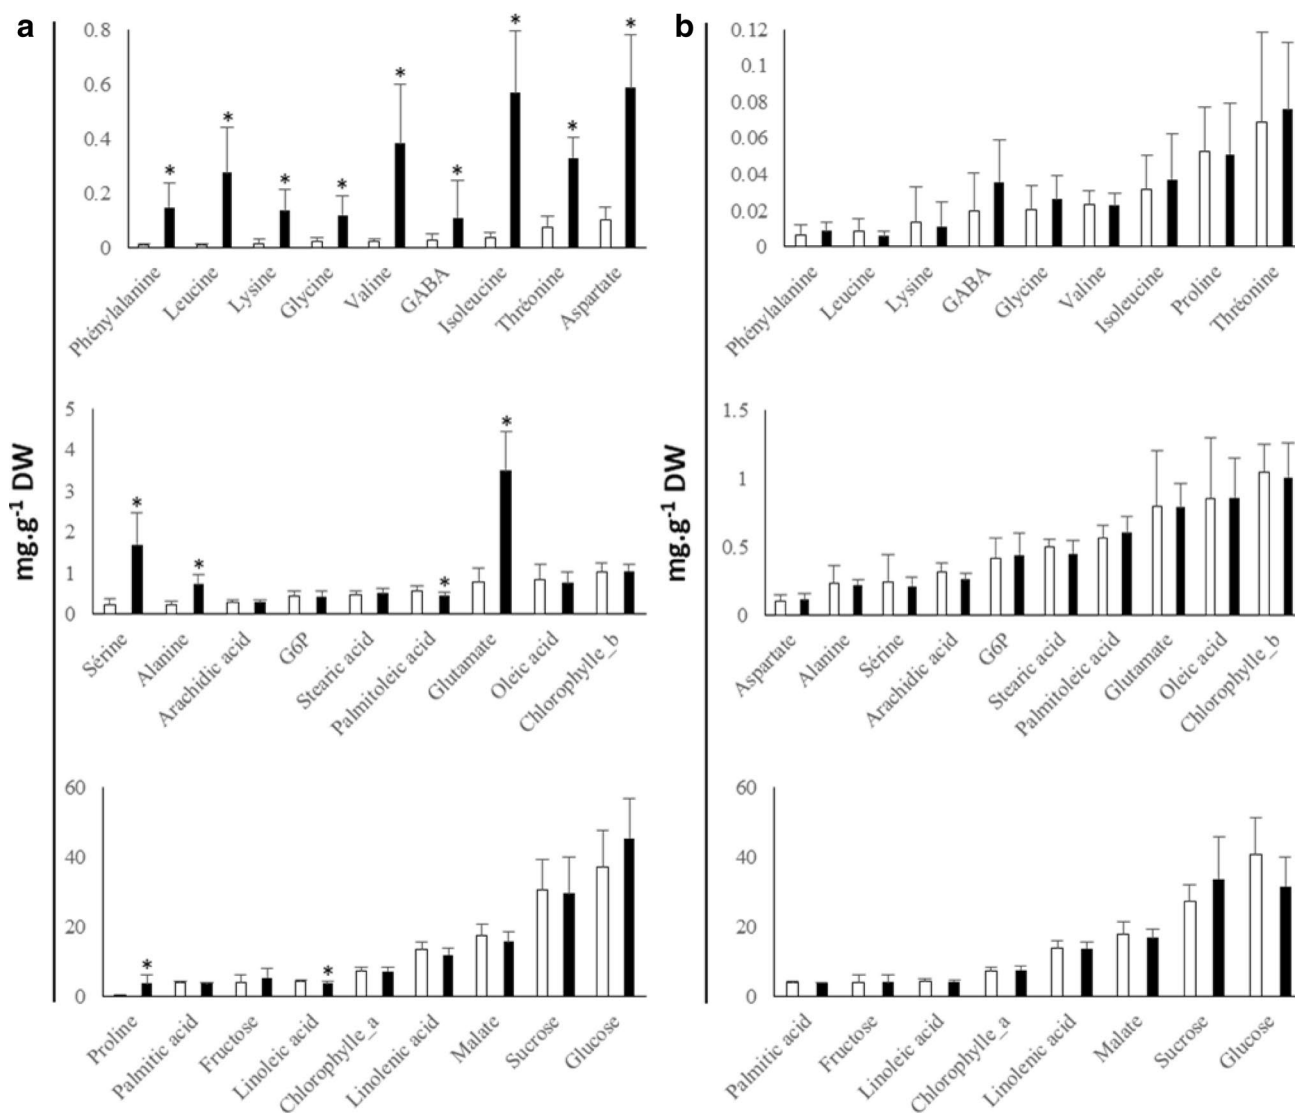 a
0.8
0.6
0.4
0.2
0
* * * * * * * * *
Phénylalanine Leucine Lysine Glycine Valine GABA Isoleucine Thréonine Aspartate
mg.g⁻¹ DW
5
4
3
2
1
0
* * * *
Sérine Alanine Arachidic acid G6P Stearic acid Palmitoleic acid Glutamate Oleic acid Chlorophylle_b
60
40
20
0
* *
Proline Palmitic acid Fructose Linoleic acid Chlorophylle_a Linolenic acid Malate Sucrose Glucose
b
0.12
0.1
0.08
0.06
0.04
0.02
0
Phénylalanine Leucine Lysine GABA Glycine Valine Isoleucine Proline Thréonine
mg.g⁻¹ DW
1.5
1
0.5
0
Aspartate Alanine Sérine Arachidic acid G6P Stearic acid Palmitoleic acid Glutamate Oleic acid Chlorophylle_b
60
40
20
0
Palmitic acid Fructose Linoleic acid Chlorophylle_a Linolenic acid Malate Sucrose Glucose